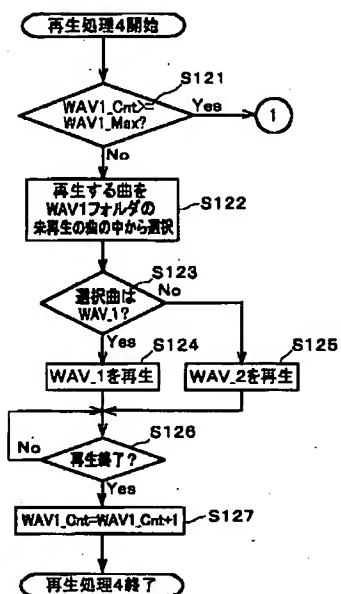 再生処理4開始
S121
WAV1_Cnt>=
WAV1_Max?
Yes
1
No
再生する曲を
WAV1フォルダの
未再生の曲の中から選択
S122
S123
選択曲は
WAV_1?
No
Yes
S124
S125
WAV_1を再生
WAV_2を再生
S126
No
再生終了?
Yes
WAV1_Cnt=WAV1_Cnt+1
S127
再生処理4終了